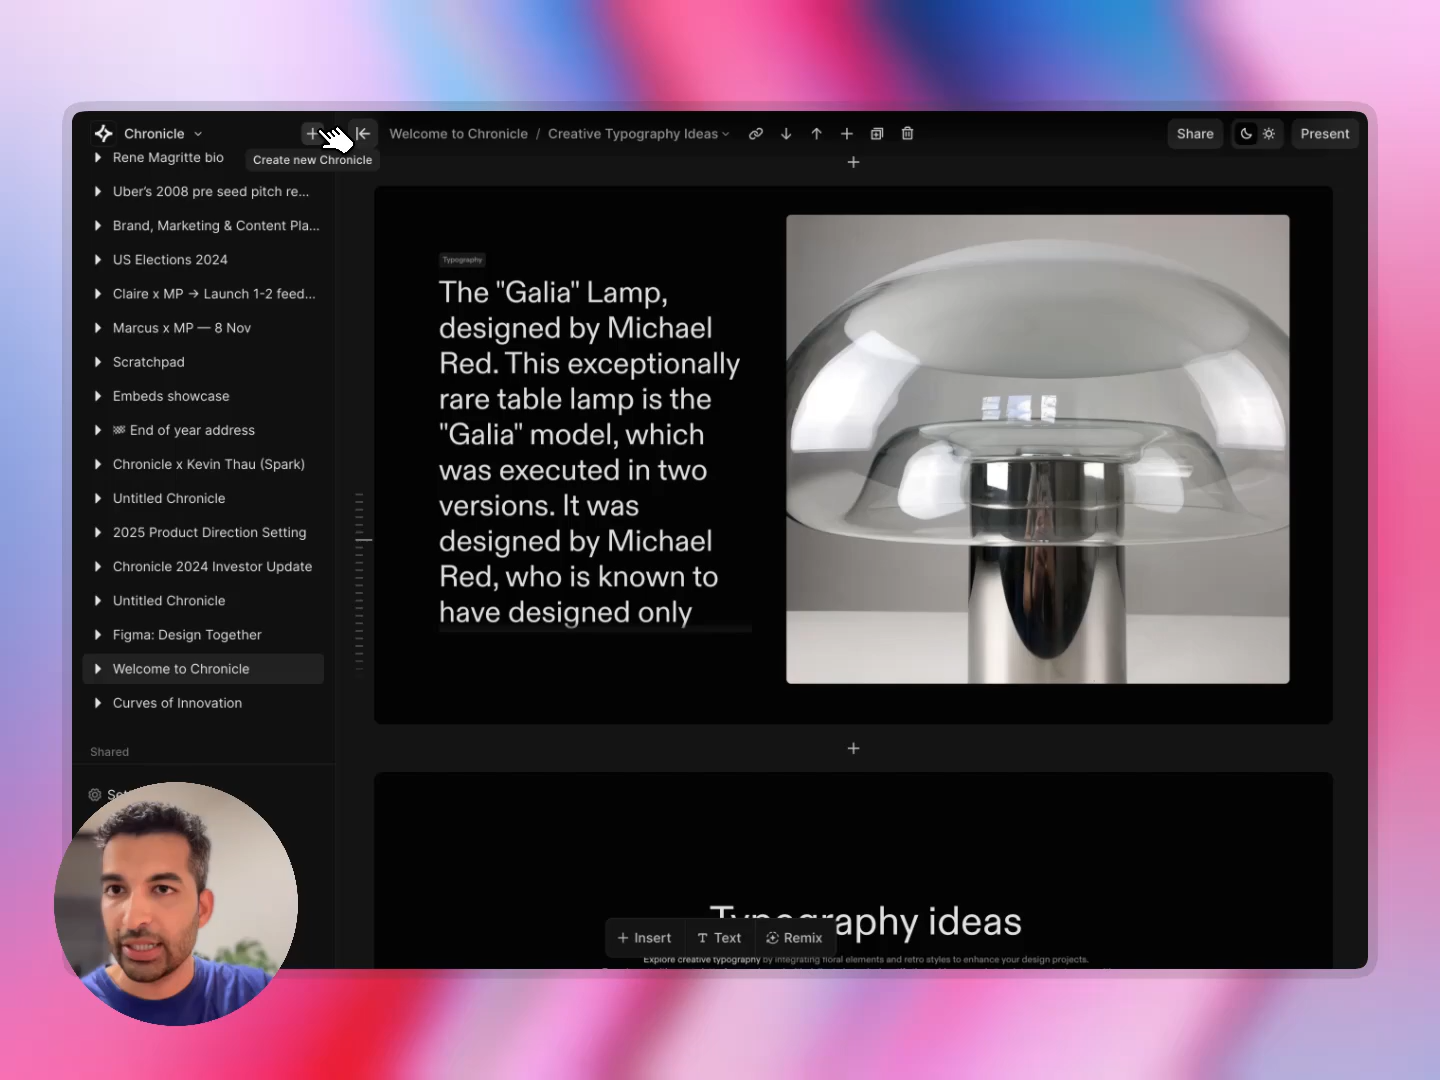 Chronicle
Welcome to Chronicle / Creative Typography Ideas
Share
Present
Create new Chronicle
Rene Magritte bio
Uber's 2008 pre seed pitch re...
Brand, Marketing & Content Pla...
US Elections 2024
Claire x MP → Launch 1-2 feed...
Marcus x MP — 8 Nov
Scratchpad
Embeds showcase
🏁 End of year address
Chronicle x Kevin Thau (Spark)
Untitled Chronicle
2025 Product Direction Setting
Chronicle 2024 Investor Update
Untitled Chronicle
Figma: Design Together
Welcome to Chronicle
Curves of Innovation
Shared
Typography
The "Galia" Lamp,
designed by Michael
Red. This exceptionally
rare table lamp is the
"Galia" model, which
was executed in two
versions. It was
designed by Michael
Red, who is known to
have designed only
Typography ideas
Insert
Text
Remix
Explore creative typography by integrating floral elements and retro styles to enhance your design projects.